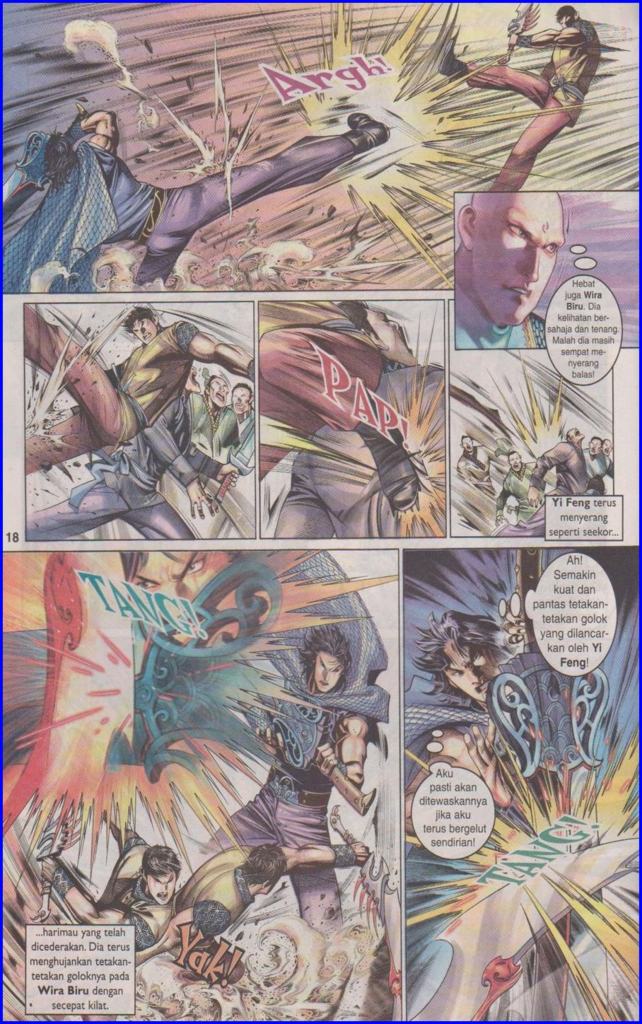 Argh!
Hebat
juga Wira
Biru. Dia
kelihatan ber-
sahaja dan tenang.
Malah dia masih
sempat me-
nyerang
balas!
PAP!
Yi Feng terus
menyerang
seperti seekor...
18
TANG!
Ah!
Semakin
kuat dan
pantas tetakan-
tetakan golok
yang dilancar-
kan oleh Yi
Feng!
Aku
pasti akan
ditewaskannya
jika aku
terus bergelut
sendirian!
TANG!
...harimau yang telah
dicederakan. Dia terus
menghujankan tetakan-
tetakan goloknya pada
Wira Biru dengan
secepat kilat.
Yak!